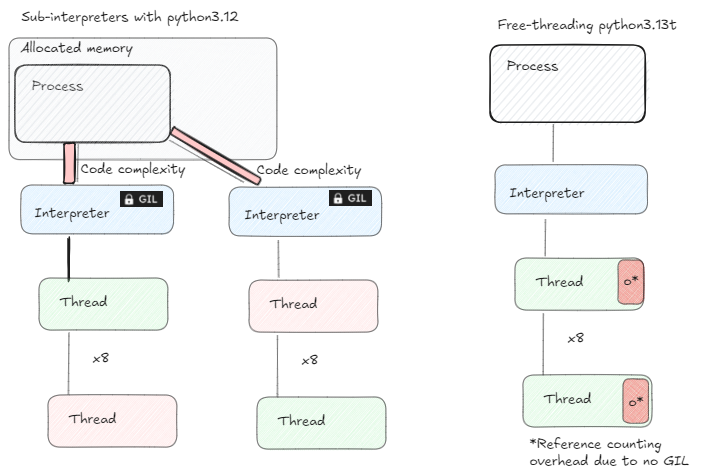 Sub-interpreters with python3.12
Allocated memory
Process
Code complexity
Code complexity
GIL
Interpreter
GIL
Interpreter
Thread
Thread
x8
x8
Thread
Thread
Free-threading python3.13t
Process
Interpreter
Thread
o*
x8
Thread
o*
*Reference counting
overhead due to no GIL